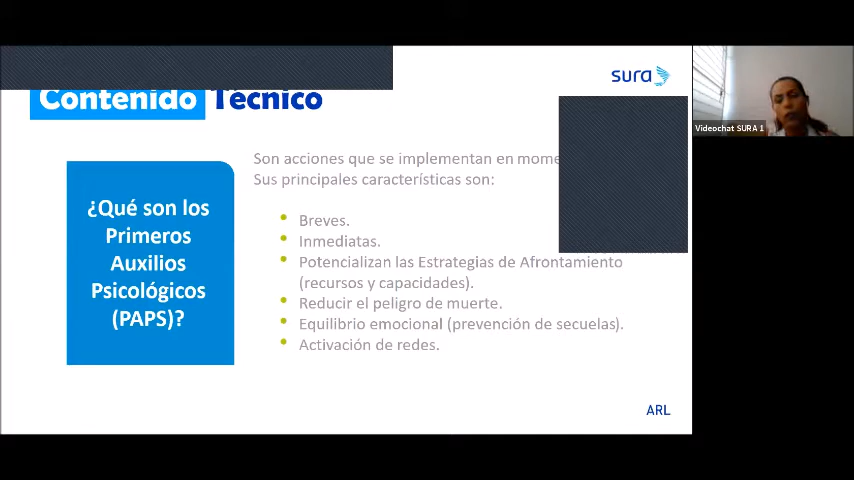 sura
Contenido Técnico
Videochat SURA 1
Son acciones que se implementan en
Sus principales características son:
¿Qué son los
Primeros
Auxilios
Psicológicos
(PAPS)?
Breves.
Inmediatas.
Potencializan las Estrategias de Afrontamiento
(recursos y capacidades).
Reducir el peligro de muerte.
Equilibrio emocional (prevención de secuelas).
Activación de redes.
ARL